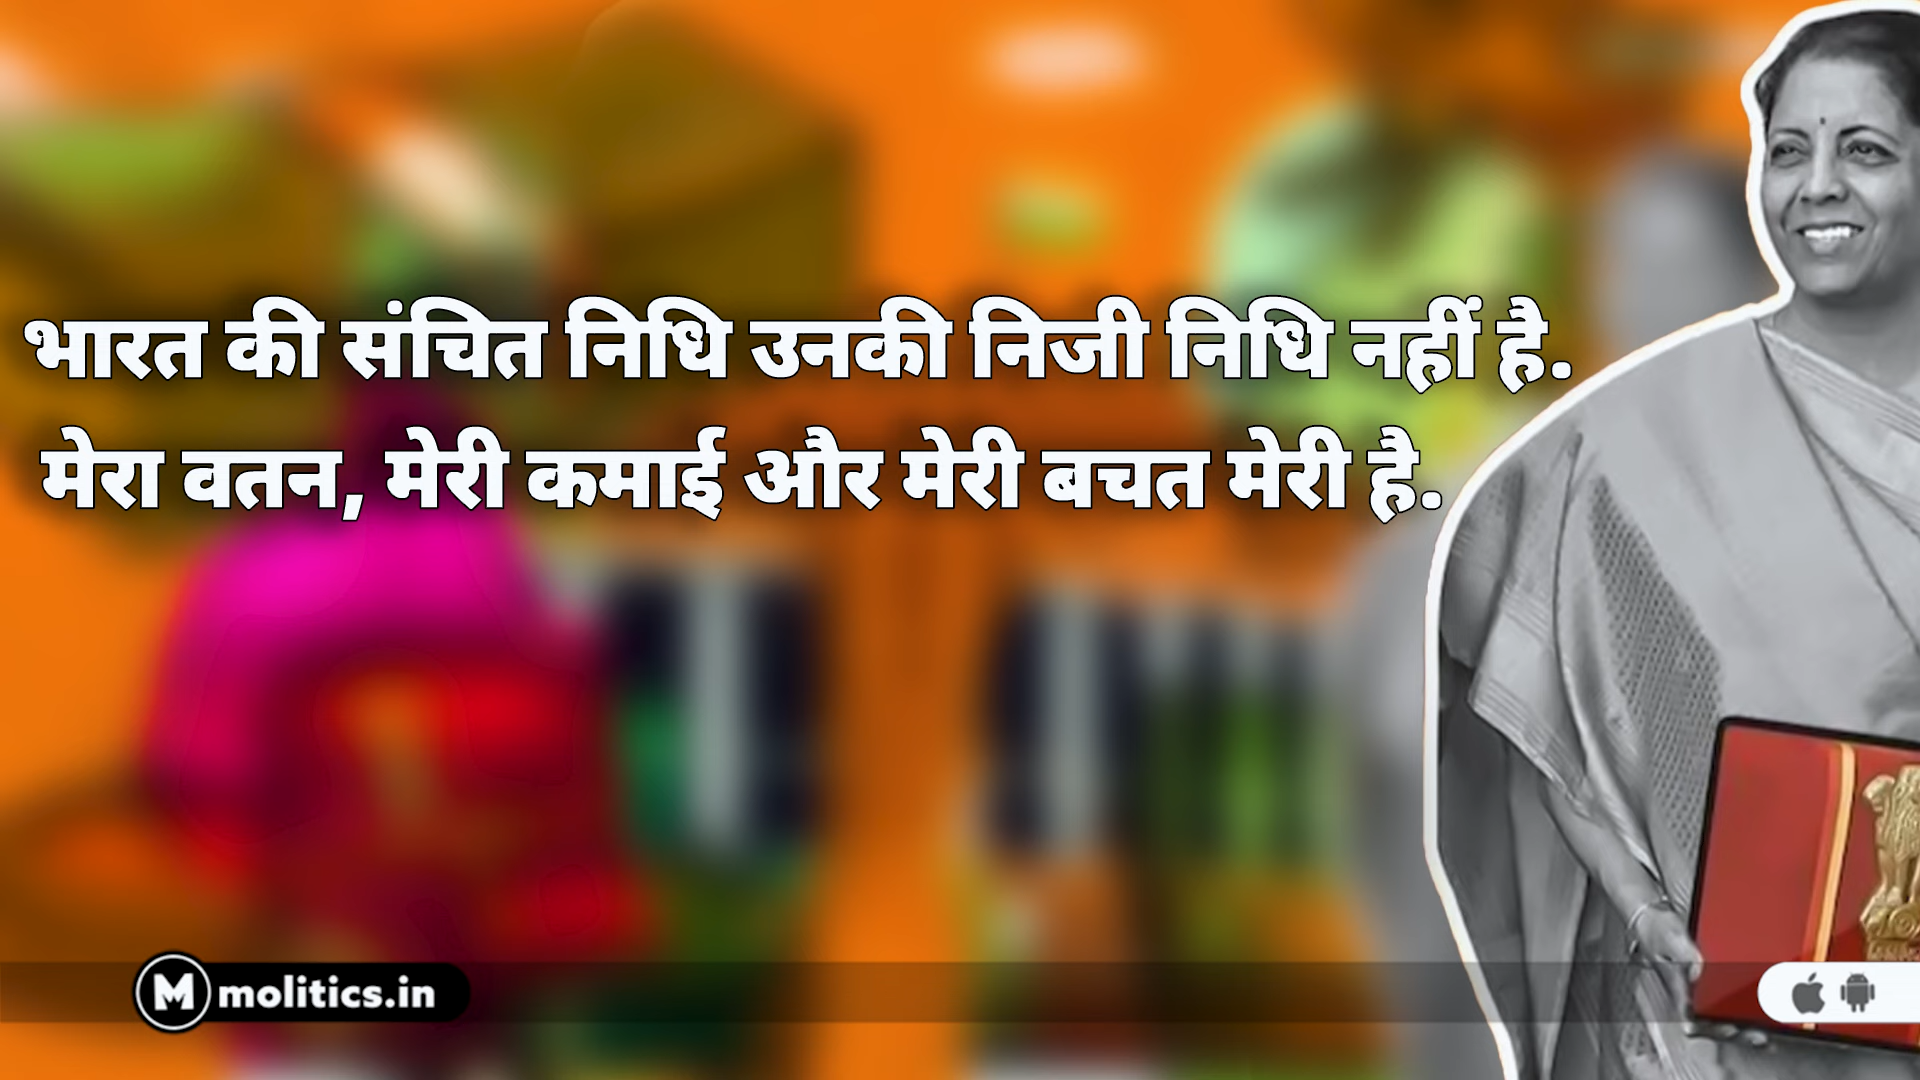 भारत की संचित निधि उनकी निजी निधि नहीं है.
मेरा वतन, मेरी कमाई और मेरी बचत मेरी है.
M molitics.in